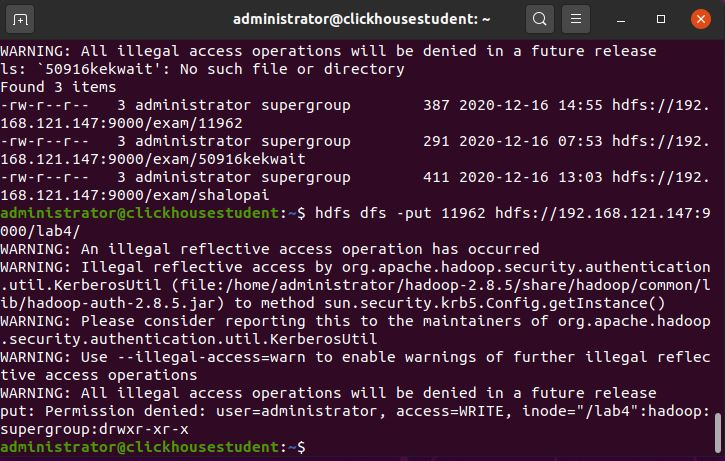 administrator@clickhousestudent: ~
WARNING: All illegal access operations will be denied in a future release
ls: `50916kekwait': No such file or directory
Found 3 items
-rw-r--r--   3 administrator supergroup        387 2020-12-16 14:55 hdfs://192.
168.121.147:9000/exam/11962
-rw-r--r--   3 administrator supergroup        291 2020-12-16 07:53 hdfs://192.
168.121.147:9000/exam/50916kekwait
-rw-r--r--   3 administrator supergroup        411 2020-12-16 13:03 hdfs://192.
168.121.147:9000/exam/shalopai
administrator@clickhousestudent:~$ hdfs dfs -put 11962 hdfs://192.168.121.147:9
000/lab4/
WARNING: An illegal reflective access operation has occurred
WARNING: Illegal reflective access by org.apache.hadoop.security.authentication
.util.KerberosUtil (file:/home/administrator/hadoop-2.8.5/share/hadoop/common/l
ib/hadoop-auth-2.8.5.jar) to method sun.security.krb5.Config.getInstance()
WARNING: Please consider reporting this to the maintainers of org.apache.hadoop
.security.authentication.util.KerberosUtil
WARNING: Use --illegal-access=warn to enable warnings of further illegal reflec
tive access operations
WARNING: All illegal access operations will be denied in a future release
put: Permission denied: user=administrator, access=WRITE, inode="/lab4":hadoop:
supergroup:drwxr-xr-x
administrator@clickhousestudent:~$